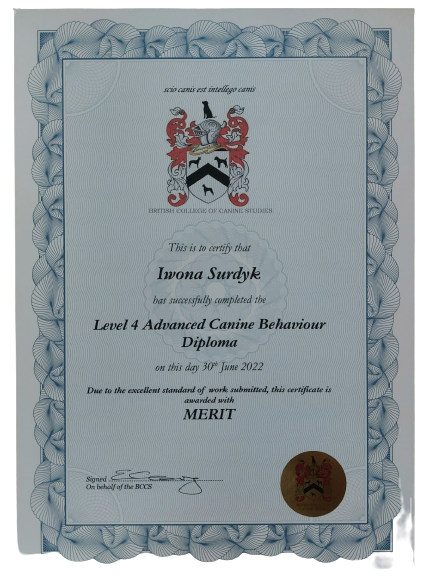 scio canis est intellego canis
BRITISH COLLEGE OF CANINE STUDIES
This is to certify that
Iwona Surdyk
has successfully completed the
Level 4 Advanced Canine Behaviour
Diploma
on this day 30th June 2022
Due to the excellent standard of work submitted, this certificate is
awarded with
MERIT
Signed
On behalf of the BCCS